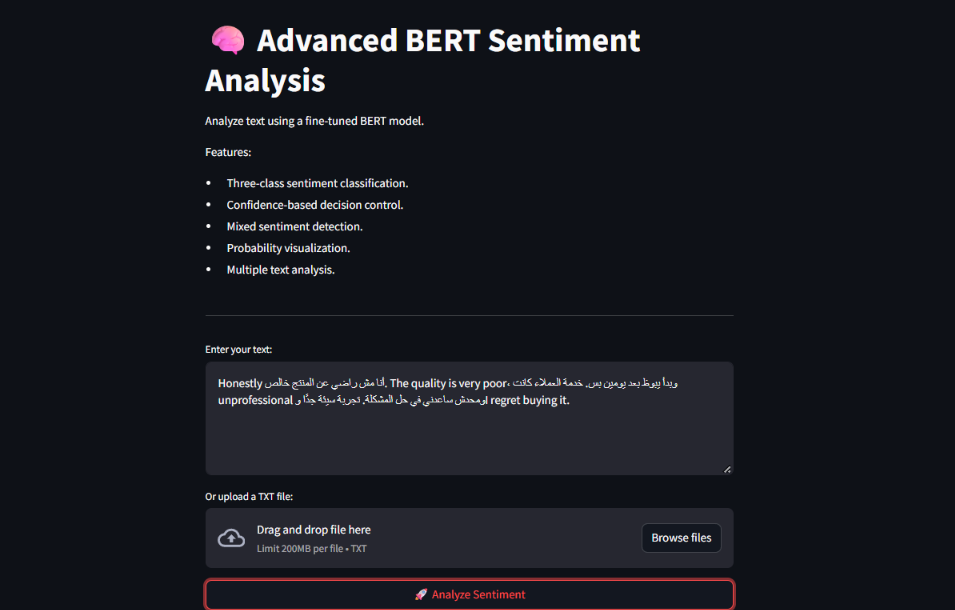 🧠 Advanced BERT Sentiment
Analysis
Analyze text using a fine-tuned BERT model.
Features:
• Three-class sentiment classification.
• Confidence-based decision control.
• Mixed sentiment detection.
• Probability visualization.
• Multiple text analysis.
Enter your text:
Honestly أنا مش راضي عن المنتج خالص. The quality is very poor، وبدأ يبوظ بعد يومين بس. خدمة العملاء كانت
unprofessional ومحدش ساعدني في حل المشكلة. تجربة سيئة جدًا و I regret buying it.
Or upload a TXT file:
Drag and drop file here
Limit 200MB per file • TXT
Browse files
🚀 Analyze Sentiment